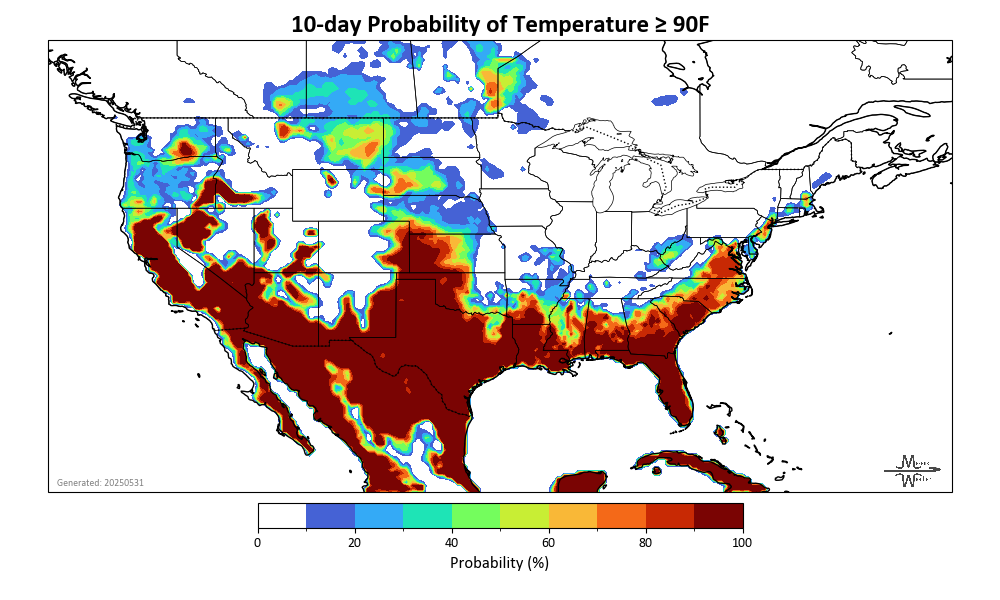 10-day Probability of Temperature ≥ 90F
Generated: 20250531
0 20 40 60 80 100
Probability (%)